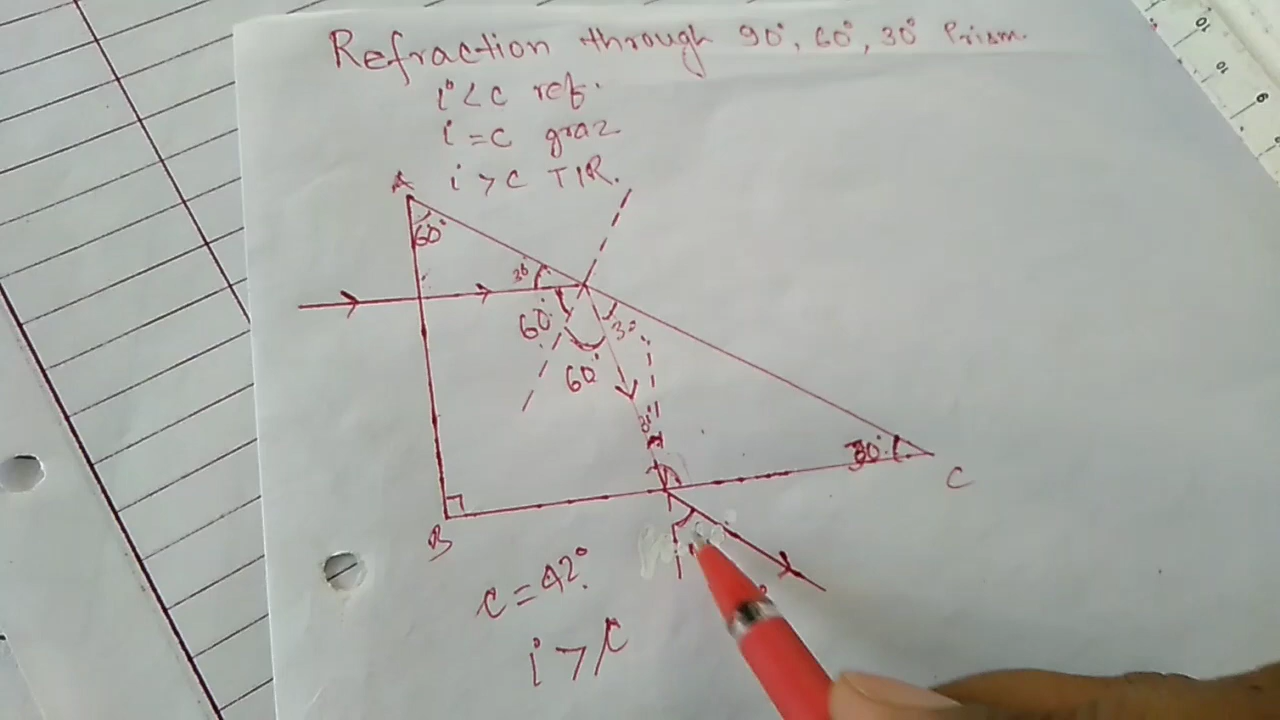 Refraction through 90°, 60°, 30° Prism.
i < c ref.
i = c graz
i > c TIR.
A
60°
30
60°
30
60°
30°
C
B
c = 42°
i > c